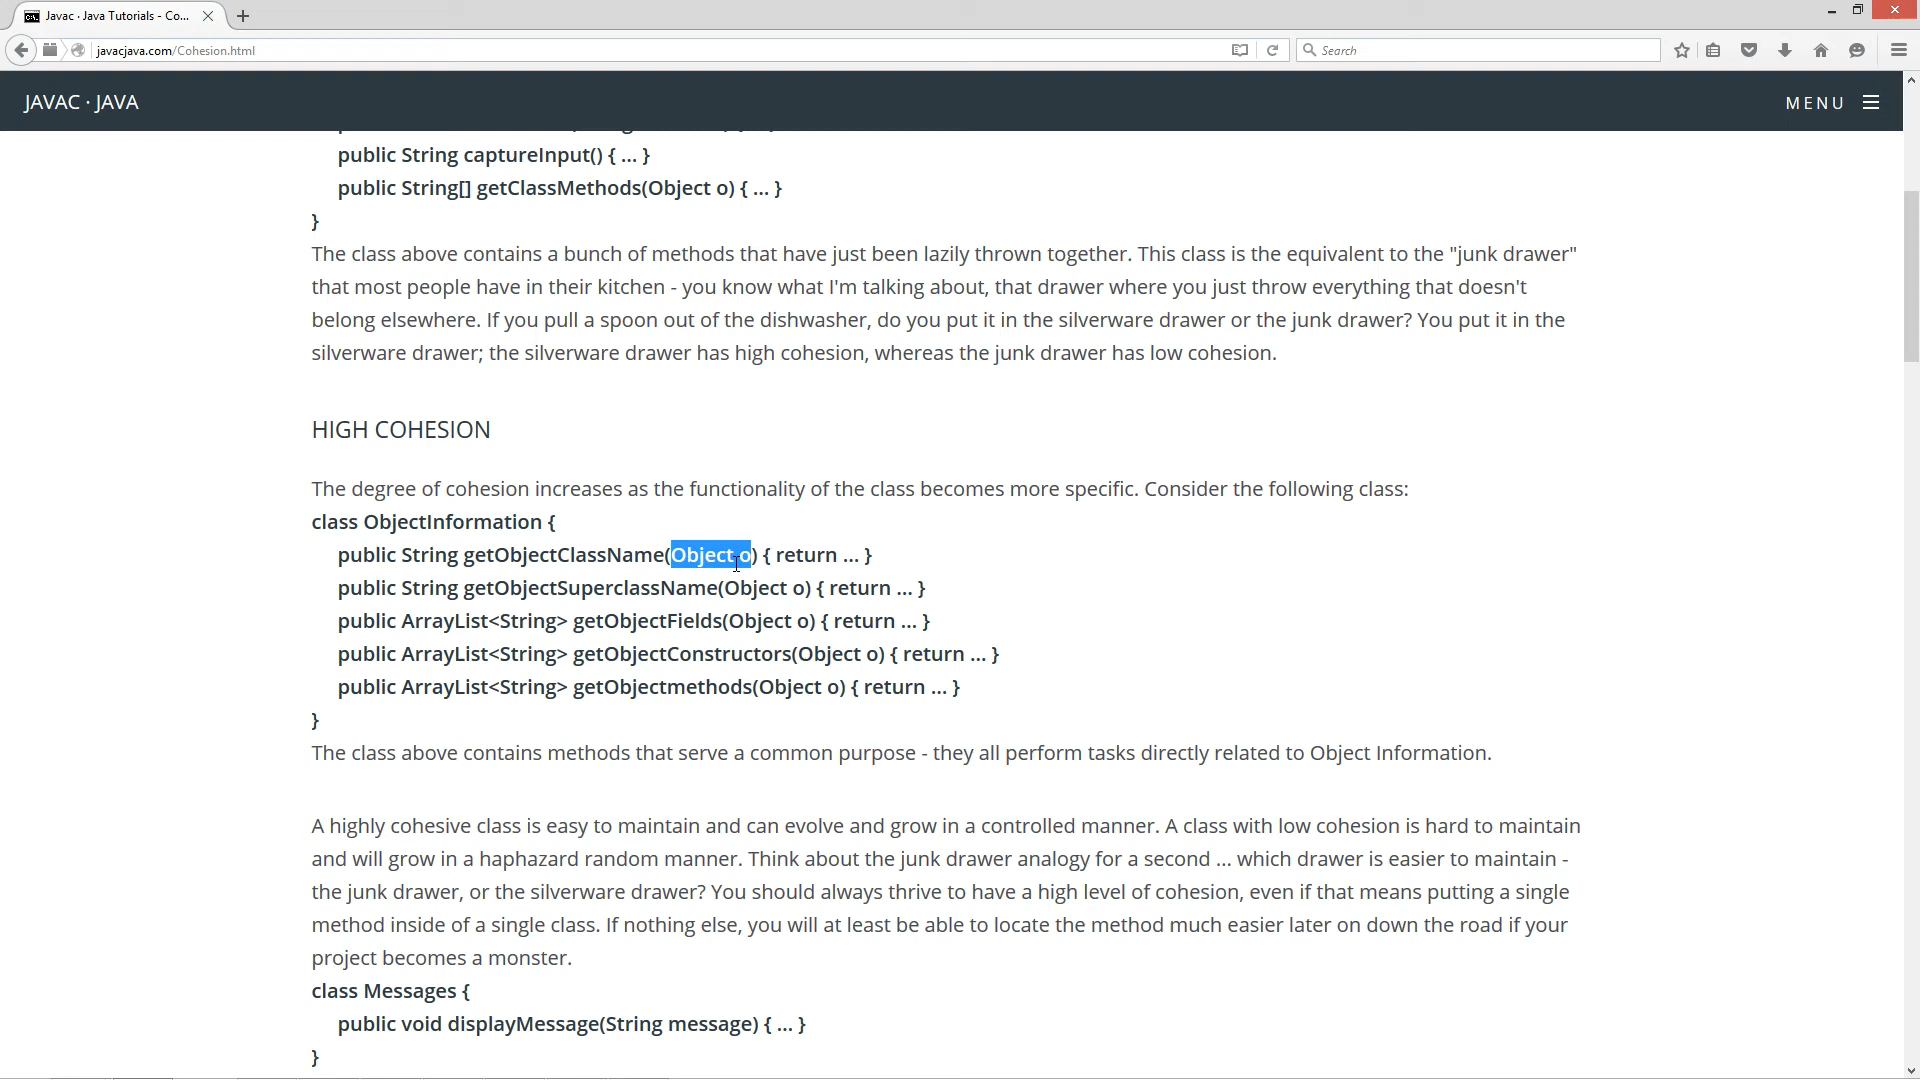 Javac · Java Tutorials - Co...
javacjava.com/Cohesion.html
Search
JAVAC · JAVA
MENU
public String captureInput() { ... }
public String[] getClassMethods(Object o) { ... }
}
The class above contains a bunch of methods that have just been lazily thrown together. This class is the equivalent to the "junk drawer"
that most people have in their kitchen - you know what I'm talking about, that drawer where you just throw everything that doesn't
belong elsewhere. If you pull a spoon out of the dishwasher, do you put it in the silverware drawer or the junk drawer? You put it in the
silverware drawer; the silverware drawer has high cohesion, whereas the junk drawer has low cohesion.
HIGH COHESION
The degree of cohesion increases as the functionality of the class becomes more specific. Consider the following class:
class ObjectInformation {
public String getObjectClassName(Object o) { return ... }
public String getObjectSuperclassName(Object o) { return ... }
public ArrayList<String> getObjectFields(Object o) { return ... }
public ArrayList<String> getObjectConstructors(Object o) { return ... }
public ArrayList<String> getObjectmethods(Object o) { return ... }
}
The class above contains methods that serve a common purpose - they all perform tasks directly related to Object Information.
A highly cohesive class is easy to maintain and can evolve and grow in a controlled manner. A class with low cohesion is hard to maintain
and will grow in a haphazard random manner. Think about the junk drawer analogy for a second ... which drawer is easier to maintain -
the junk drawer, or the silverware drawer? You should always thrive to have a high level of cohesion, even if that means putting a single
method inside of a single class. If nothing else, you will at least be able to locate the method much easier later on down the road if your
project becomes a monster.
class Messages {
public void displayMessage(String message) { ... }
}